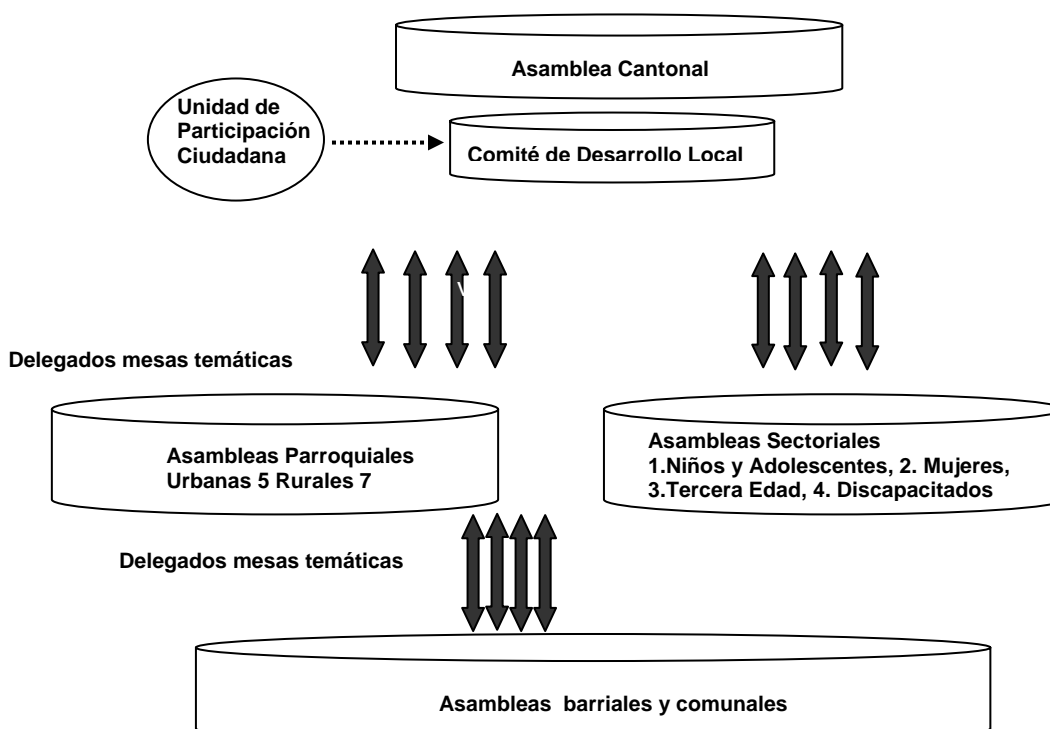 Asamblea Cantonal
Unidad de
Participación
Ciudadana
Comité de Desarrollo Local
Delegados mesas temáticas
Asambleas Parroquiales
Urbanas 5 Rurales 7
Asambleas Sectoriales
1.Niños y Adolescentes, 2. Mujeres,
3.Tercera Edad, 4. Discapacitados
Delegados mesas temáticas
Asambleas barriales y comunales